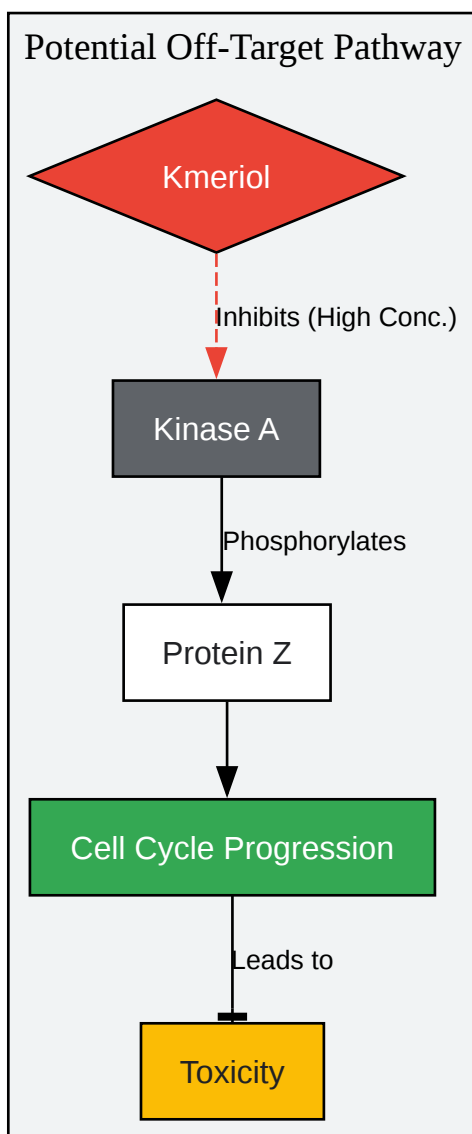 Potential Off-Target Pathway
Kmeriol
Inhibits (High Conc.)
Kinase A
Phosphorylates
Protein Z
Cell Cycle Progression
Leads to
Toxicity